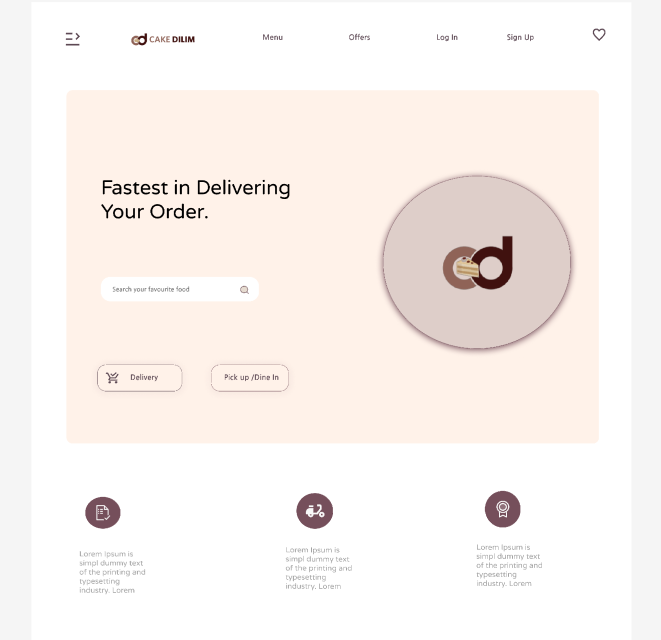 CAKE DILIM
Menu
Offers
Log In
Sign Up
Fastest in Delivering
Your Order.
cd
Search your favourite food
Delivery
Pick up /Dine In
Lorem Ipsum is
simpl dummy text
of the printing and
typesetting
industry. Lorem
Lorem Ipsum is
simpl dummy text
of the printing and
typesetting
industry. Lorem
Lorem Ipsum is
simpl dummy text
of the printing and
typesetting
industry. Lorem